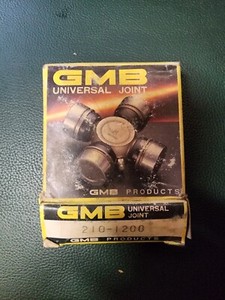 GMB
UNIVERSAL JOINT
GMB PRODUCTS
GMB UNIVERSAL
JOINT
210-1200
GMB PRODUCTS